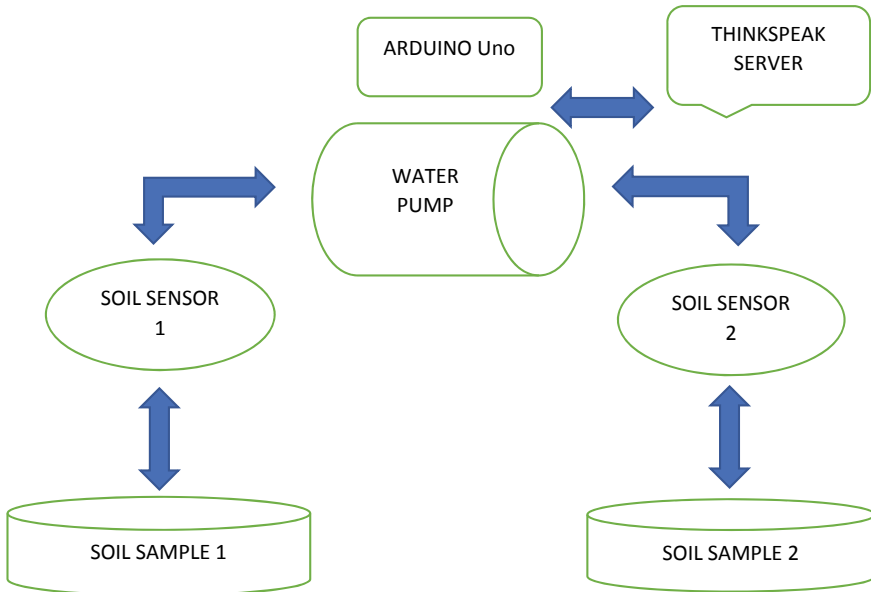 ARDUINO Uno
THINKSPEAK
SERVER
WATER
PUMP
SOIL SENSOR
1
SOIL SENSOR
2
SOIL SAMPLE 1
SOIL SAMPLE 2